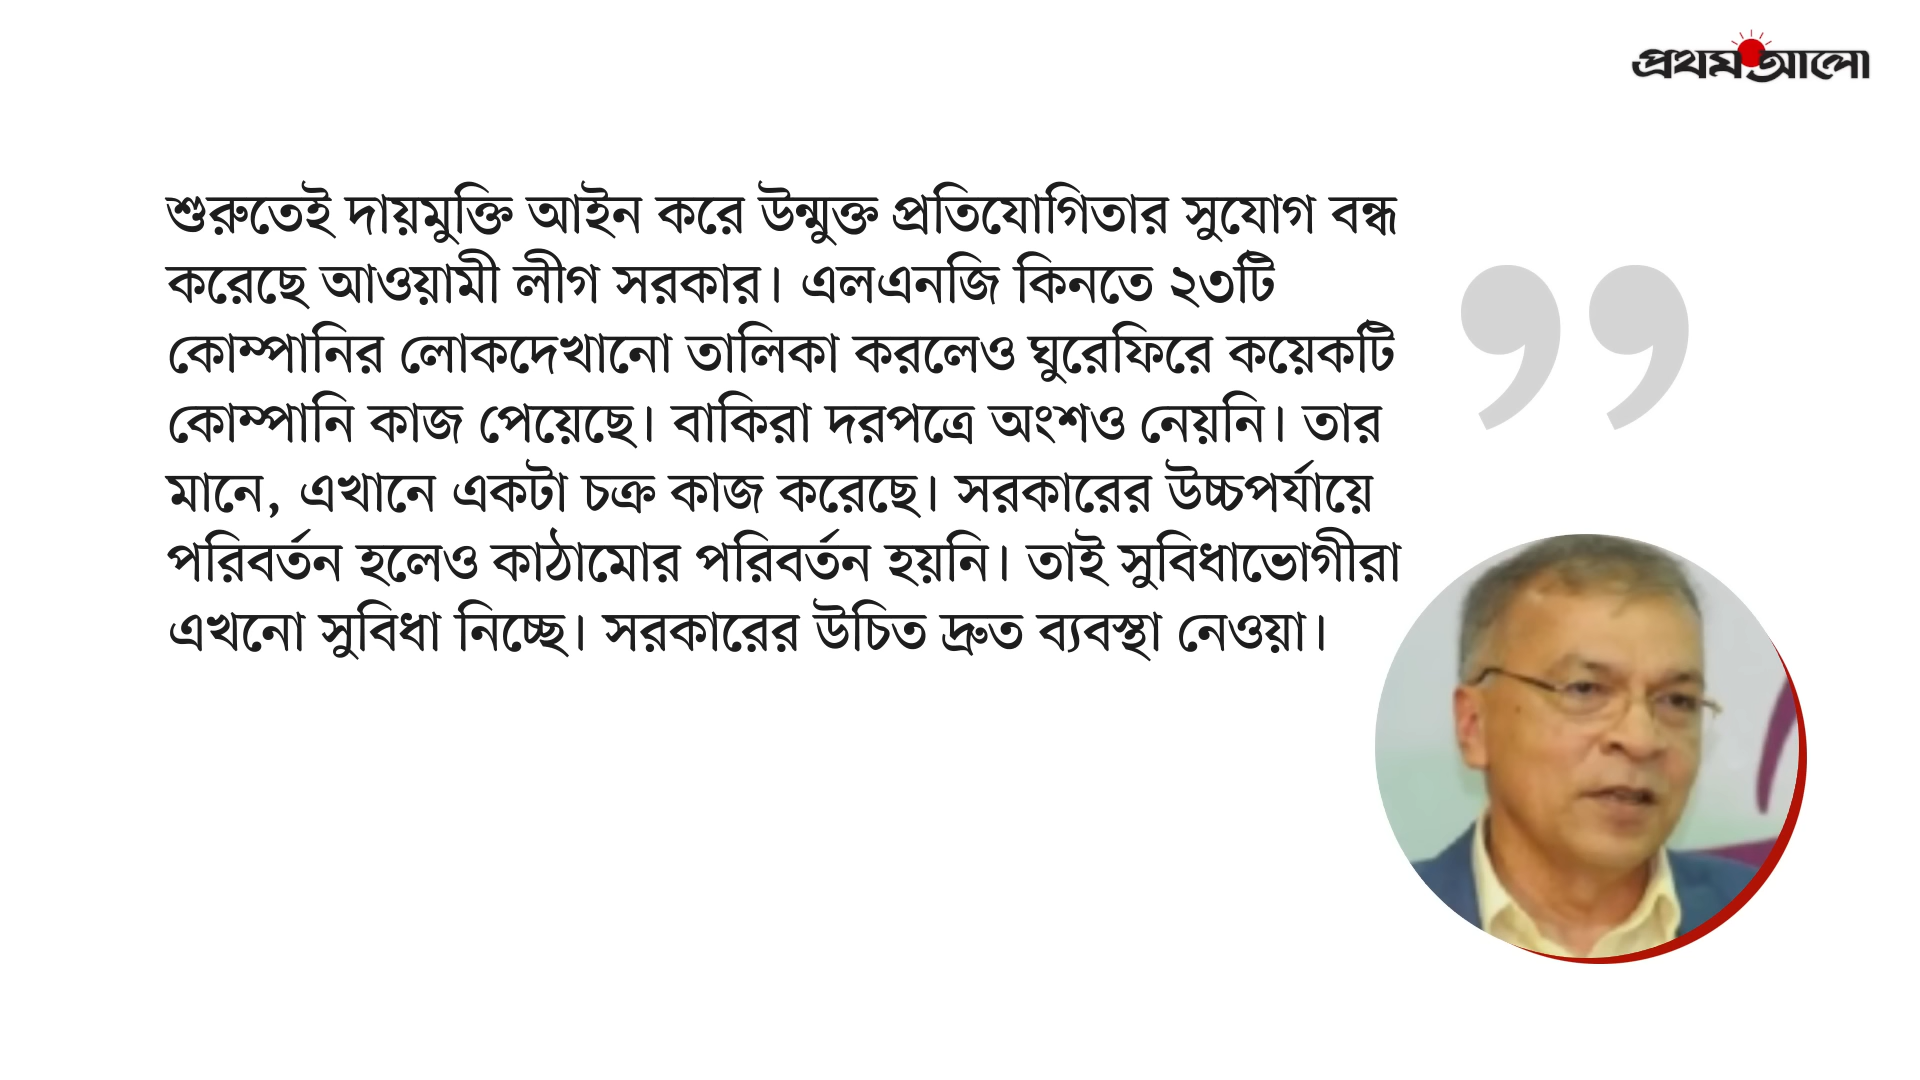 প্রথম আলো
শুরুতেই দায়মুক্তি আইন করে উন্মুক্ত প্রতিযোগিতার সুযোগ বন্ধ
করেছে আওয়ামী লীগ সরকার। এলএনজি কিনতে ২৩টি
কোম্পানির লোকদেখানো তালিকা করলেও ঘুরেফিরে কয়েকটি
কোম্পানি কাজ পেয়েছে। বাকিরা দরপত্রে অংশও নেয়নি। তার
মানে, এখানে একটা চক্র কাজ করেছে। সরকারের উচ্চপর্যায়ে
পরিবর্তন হলেও কাঠামোর পরিবর্তন হয়নি। তাই সুবিধাভোগীরা
এখনো সুবিধা নিচ্ছে। সরকারের উচিত দ্রুত ব্যবস্থা নেওয়া।